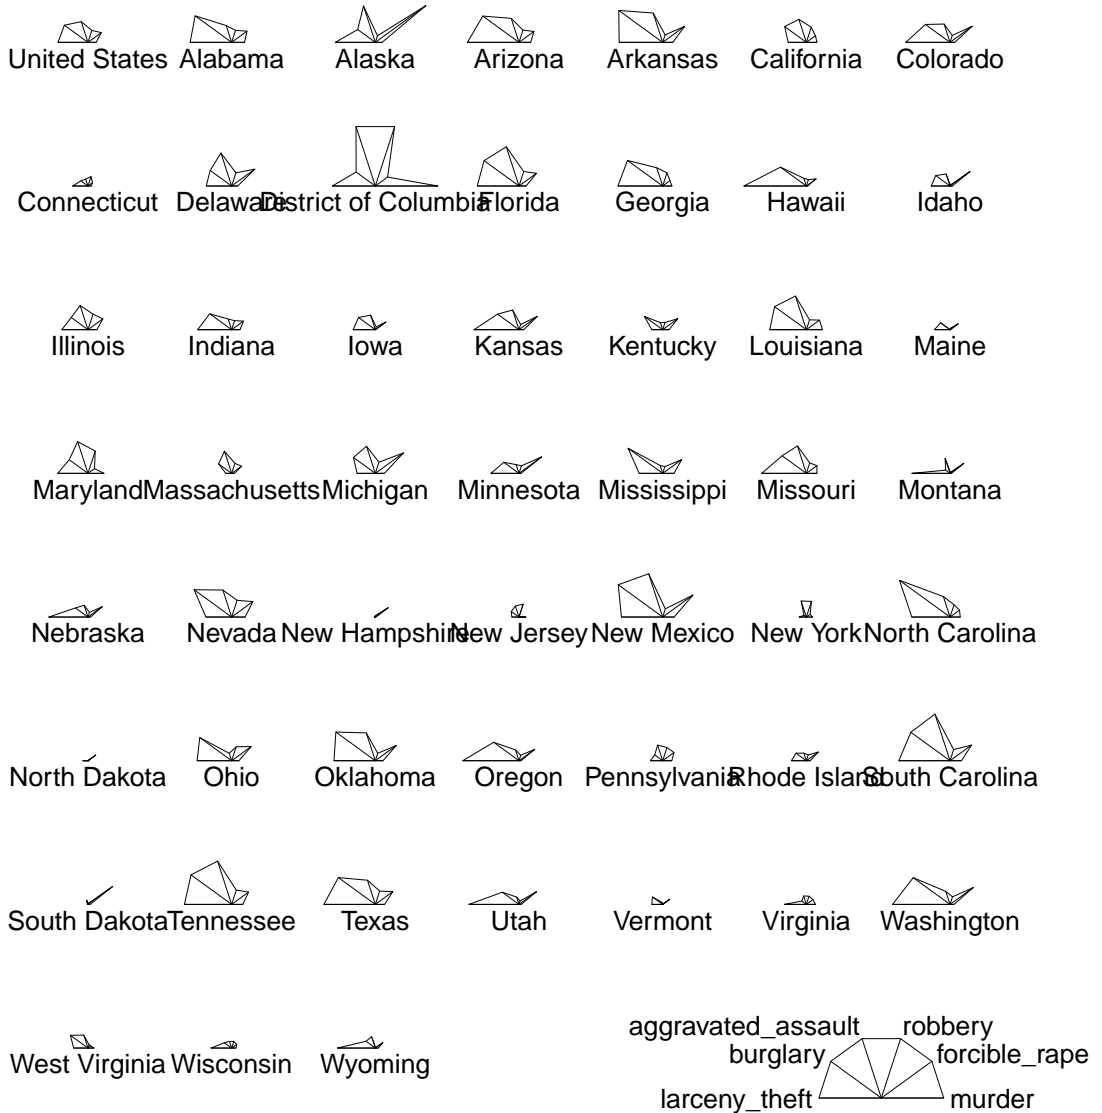 United States Alabama Alaska Arizona Arkansas California Colorado
Connecticut Delaware District of Columbia Florida Georgia Hawaii Idaho
Illinois Indiana Iowa Kansas Kentucky Louisiana Maine
Maryland Massachusetts Michigan Minnesota Mississippi Missouri Montana
Nebraska Nevada New Hampshire New Jersey New Mexico New York North Carolina
North Dakota Ohio Oklahoma Oregon Pennsylvania Rhode Island South Carolina
South Dakota Tennessee Texas Utah Vermont Virginia Washington
aggravated_assault robbery
burglary forcible_rape
West Virginia Wisconsin Wyoming
larceny_theft murder